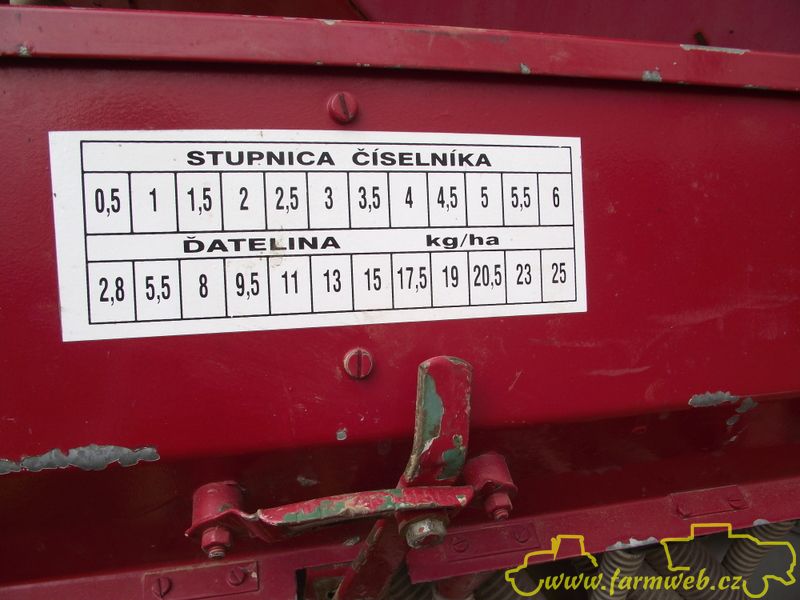 STUPNICA ČÍSELNÍKA
0,5 1 1,5 2 2,5 3 3,5 4 4,5 5 5,5 6
ĎATELINA kg/ha
2,8 5,5 8 9,5 11 13 15 17,5 19 20,5 23 25
www.farmweb.cz